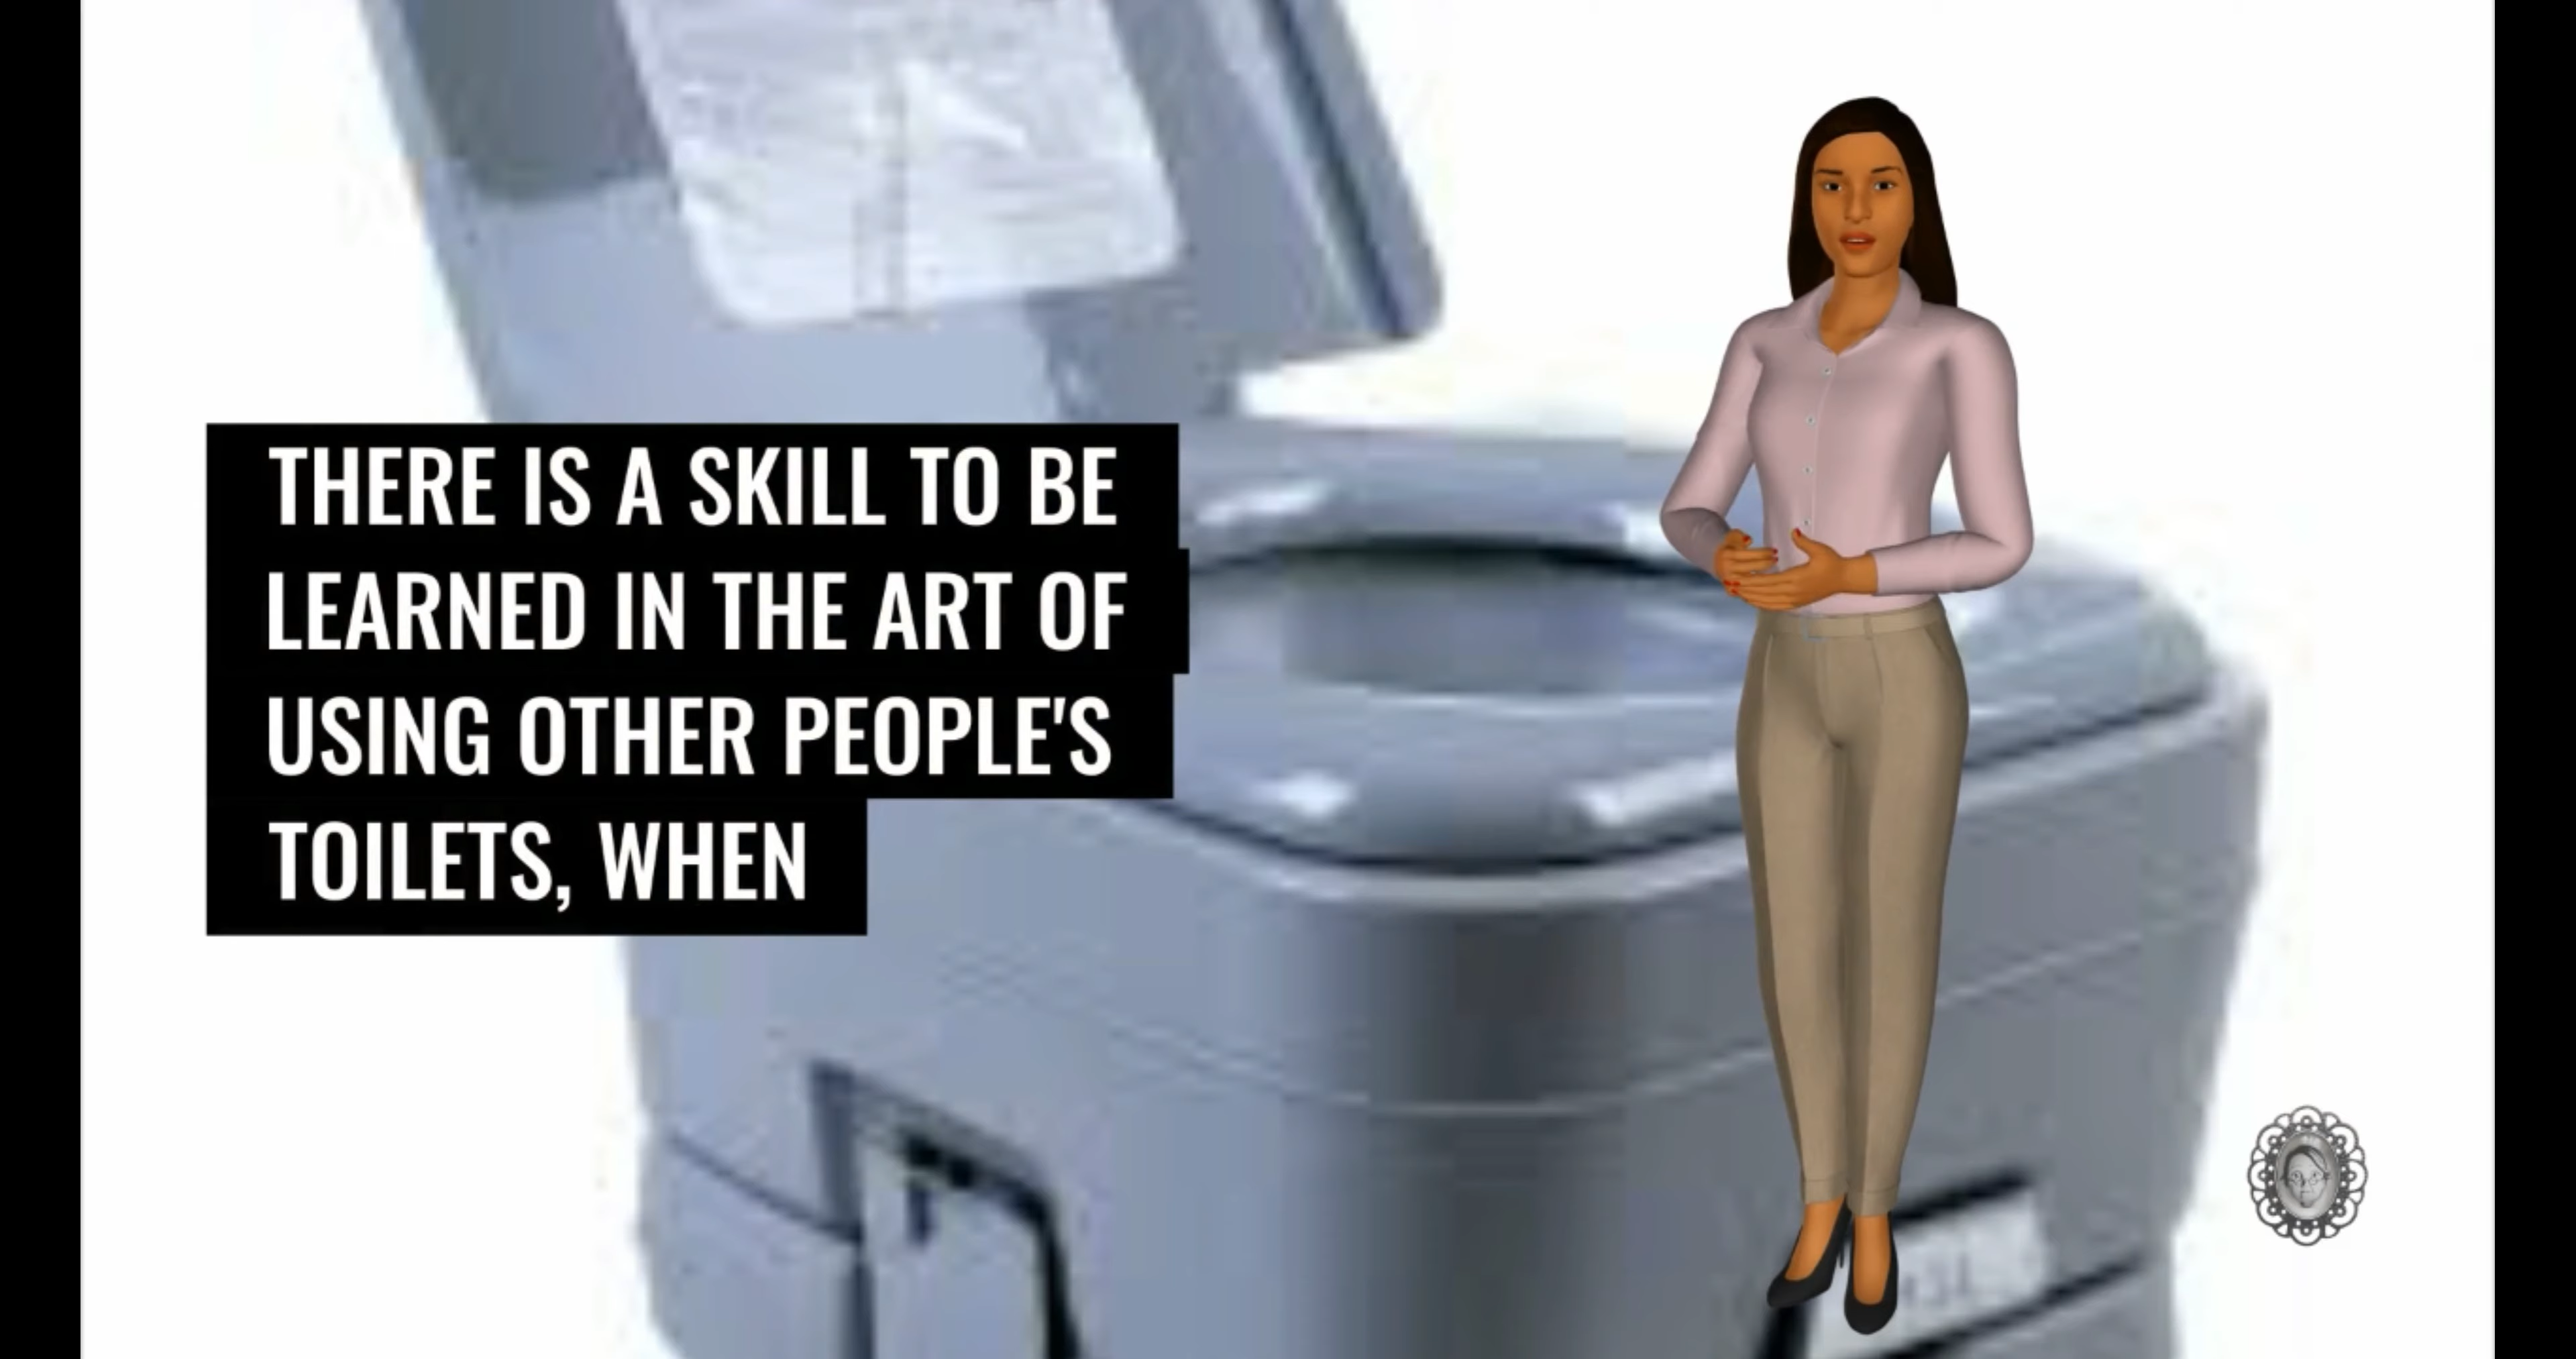 THERE IS A SKILL TO BE
LEARNED IN THE ART OF
USING OTHER PEOPLE'S
TOILETS, WHEN